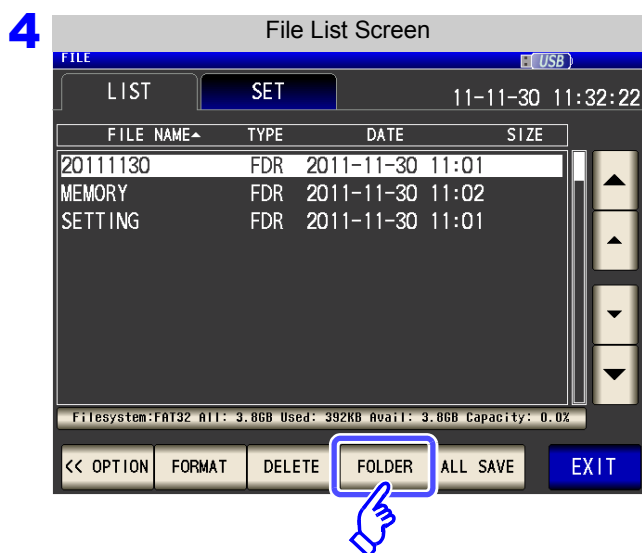 4
File List Screen
FILE USB
LIST SET 11-11-30 11:32:22
FILE NAME▲ TYPE DATE SIZE
20111130 FDR 2011-11-30 11:01
MEMORY FDR 2011-11-30 11:02
SETTING FDR 2011-11-30 11:01
Filesystem:FAT32 All: 3.8GB Used: 392KB Avail: 3.8GB Capacity: 0.0%
<< OPTION FORMAT DELETE FOLDER ALL SAVE EXIT